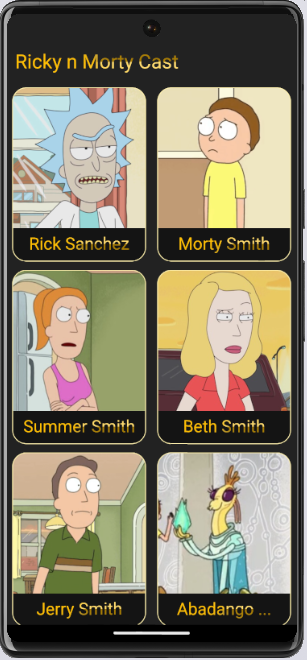 Ricky n Morty Cast
Rick Sanchez
Morty Smith
Summer Smith
Beth Smith
Jerry Smith
Abadango ...